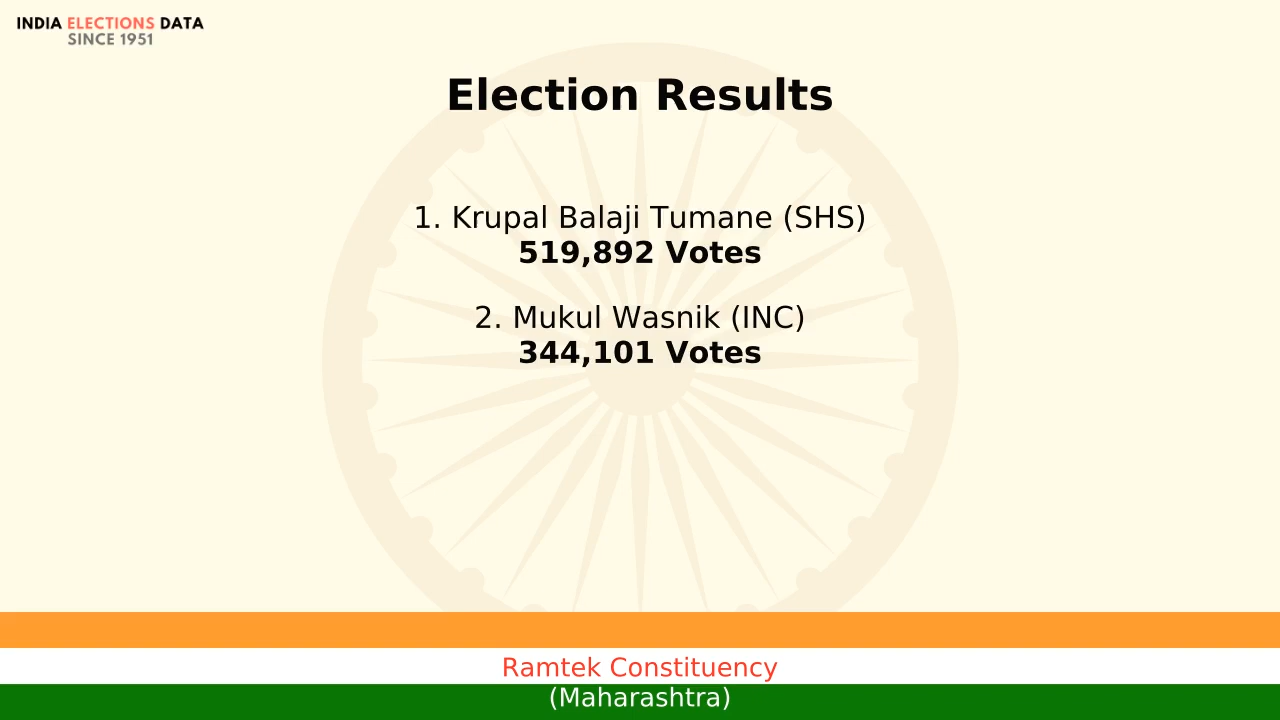 INDIA ELECTIONS DATA
SINCE 1951
Election Results
1. Krupal Balaji Tumane (SHS)
519,892 Votes
2. Mukul Wasnik (INC)
344,101 Votes
Ramtek Constituency
(Maharashtra)